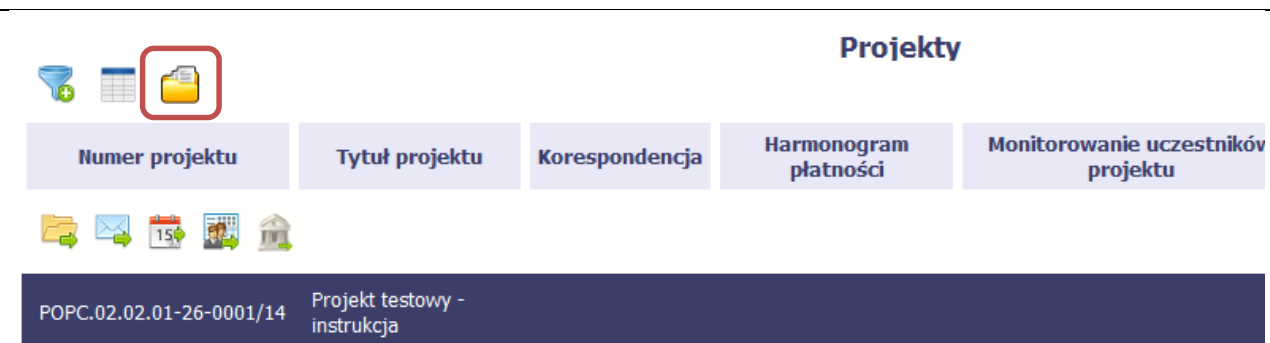 Projekty
Numer projektu Tytuł projektu Korespondencja Harmonogram płatności Monitorowanie uczestników projektu
15
POPC.02.02.01-26-0001/14 Projekt testowy - instrukcja